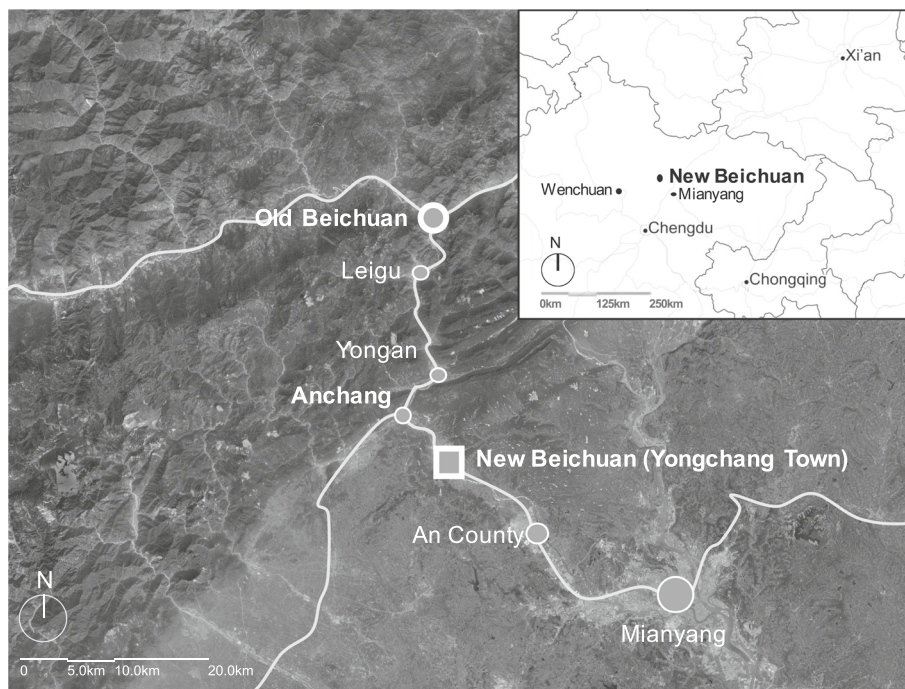 Xi'an
New Beichuan
Wenchuan
Mianyang
Chengdu
N
Chongqing
0km 125km 250km
Old Beichuan
Leigu
Yongan
Anchang
New Beichuan (Yongchang Town)
An County
Mianyang
N
0 5.0km 10.0km 20.0km